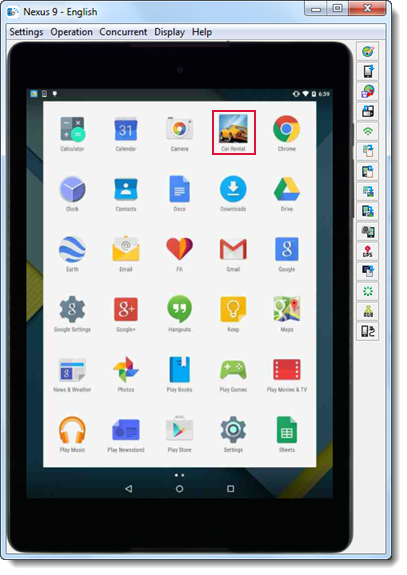 Nexus 9 - English
Settings Operation Concurrent Display Help
6:39
Calculator Calendar Camera Car Rental Chrome
31
Clock Contacts Docs Downloads Drive
Earth Email Fit Gmail Google
Google Settings Google+ Hangouts Keep Maps
News & Weather Photos Play Books Play Games Play Movies & TV
Play Music Play Newsstand Play Store Settings Sheets
GPS